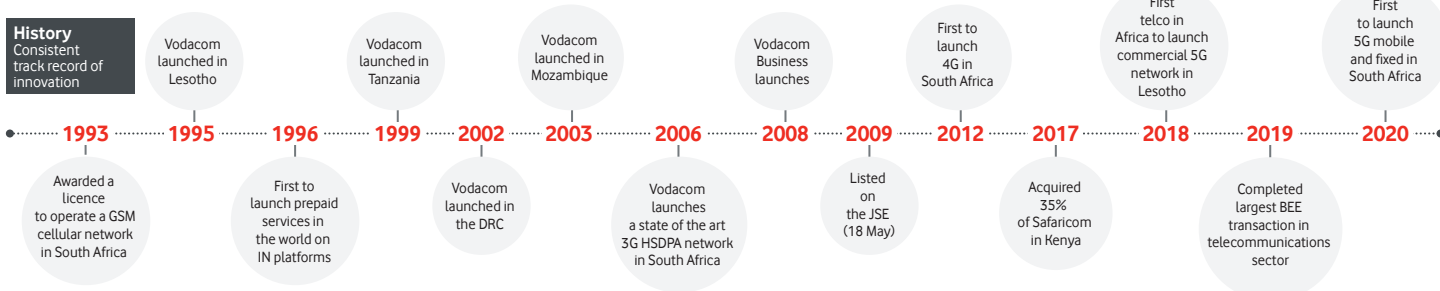 History
Consistent
track record of
innovation
Vodacom
launched in
Lesotho
Vodacom
launched in
Tanzania
Vodacom
launched in
Mozambique
Vodacom
Business
launches
First to
launch
4G in
South Africa
First
telco in
Africa to launch
commercial 5G
network in
Lesotho
First
to launch
5G mobile
and fixed in
South Africa
1993 1995 1996 1999 2002 2003 2006 2008 2009 2012 2017 2018 2019 2020
Awarded a
licence
to operate a GSM
cellular network
in South Africa
First to
launch prepaid
services in
the world on
IN platforms
Vodacom
launched in
the DRC
Vodacom
launches
a state of the art
3G HSDPA network
in South Africa
Listed
on
the JSE
(18 May)
Acquired
35%
of Safaricom
in Kenya
Completed
largest BEE
transaction in
telecommunications
sector